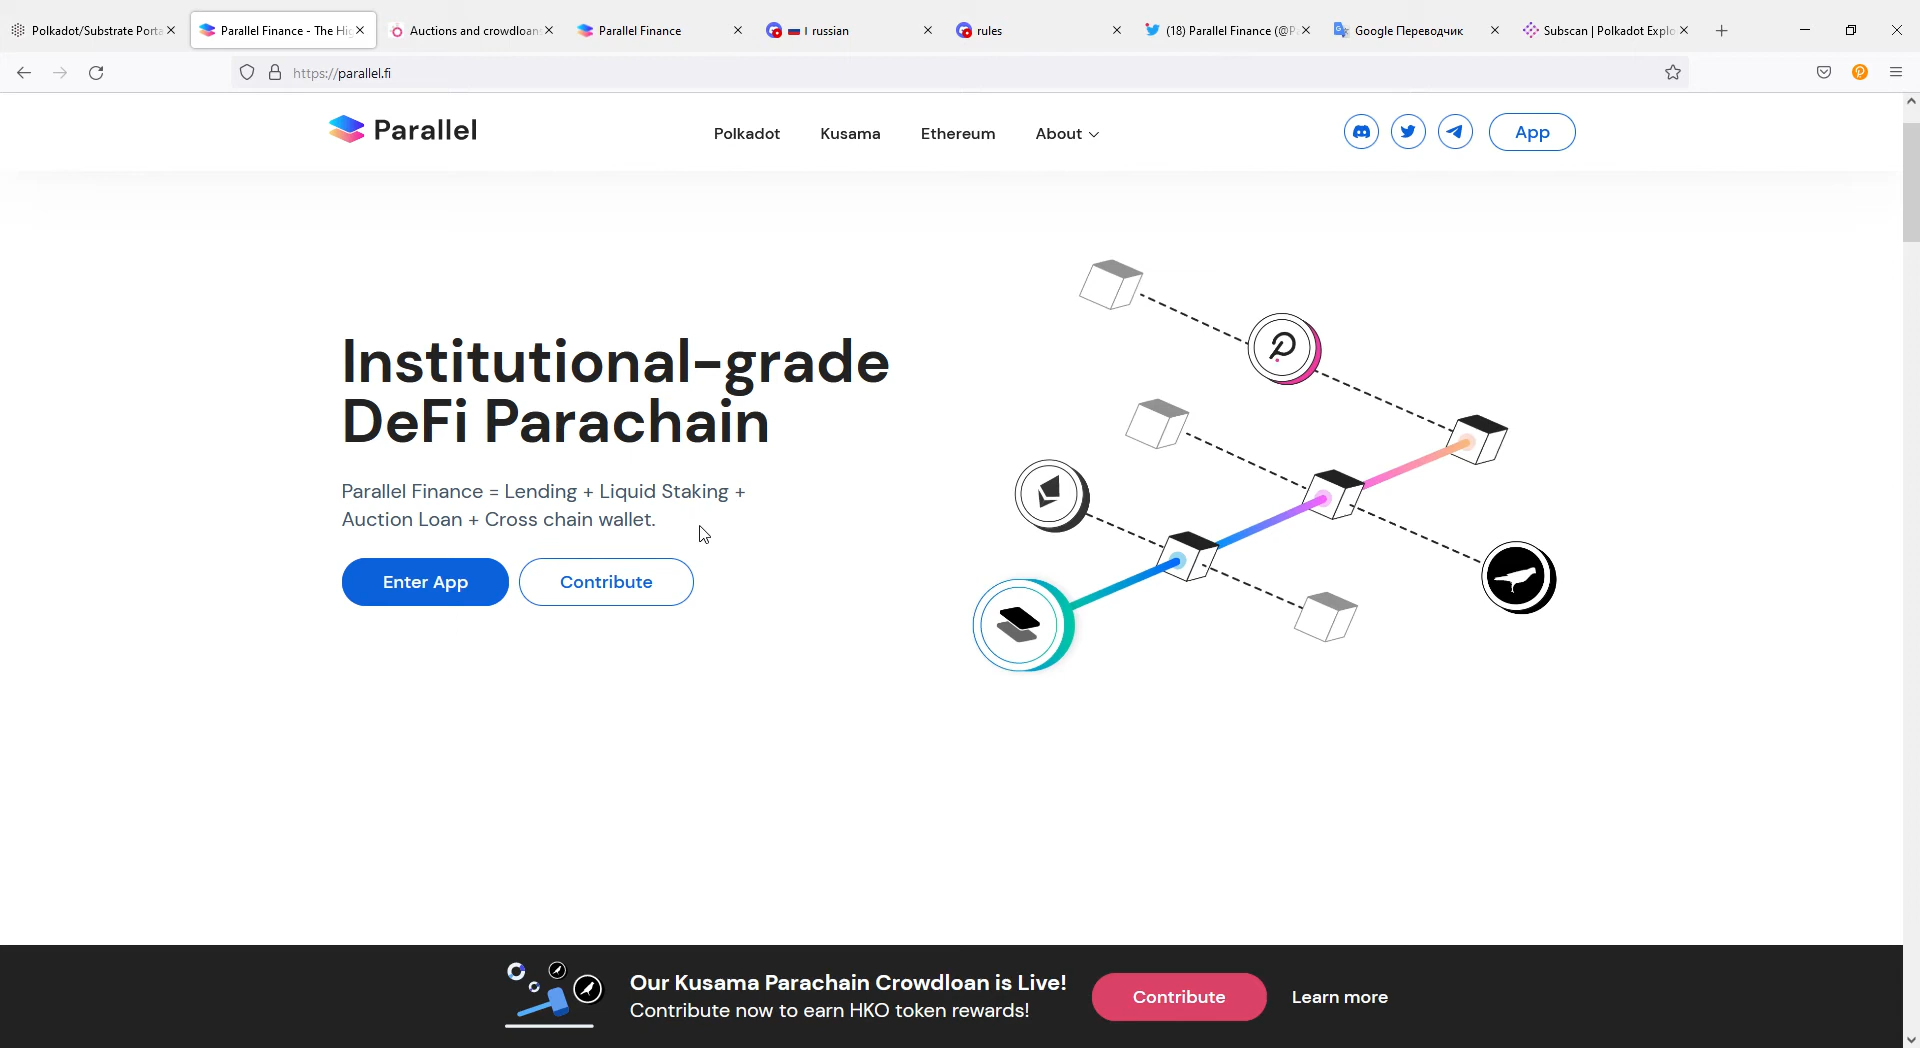 Polkadot/Substrate Porta
Parallel Finance - The Hig
Auctions and crowdloans
Parallel Finance
russian
rules
(18) Parallel Finance (@Pa
Google Переводчик
Subscan | Polkadot Explo
https://parallel.fi
Parallel
Polkadot
Kusama
Ethereum
About
App
Institutional-grade
DeFi Parachain
Parallel Finance = Lending + Liquid Staking +
Auction Loan + Cross chain wallet.
Enter App
Contribute
Our Kusama Parachain Crowdloan is Live!
Contribute now to earn HKO token rewards!
Contribute
Learn more